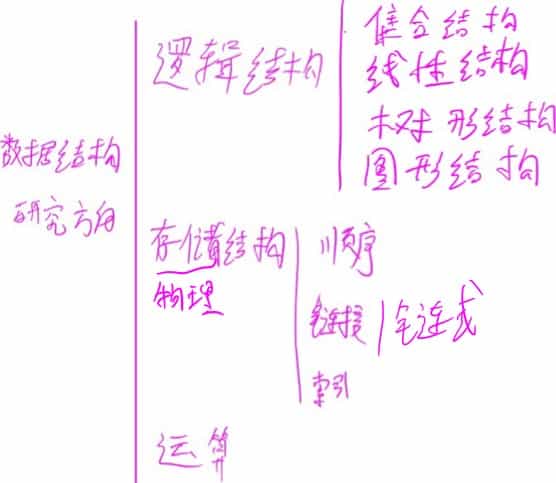 数据结构
研究方向
逻辑结构
集合结构
线性结构
树形结构
图形结构
存储结构
物理
顺序
链接
链式
索引
运算